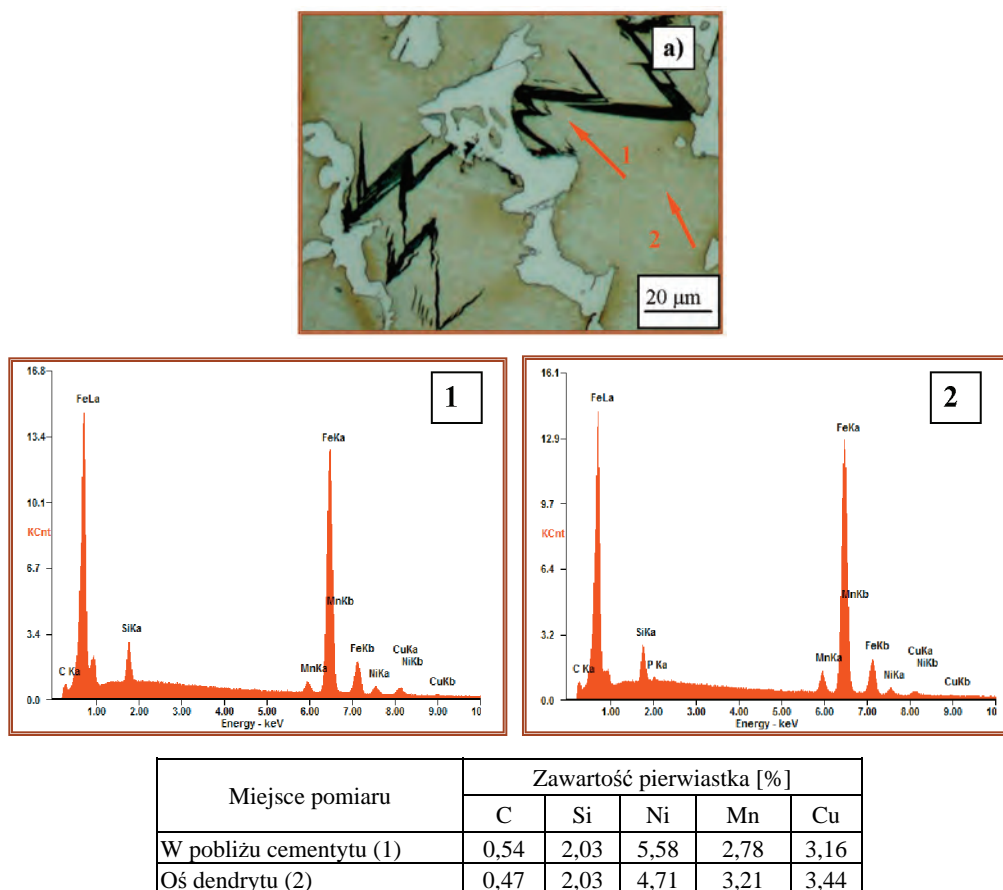 a)
1
2
20 µm
16.8
13.4
10.1
KCnt
6.7
3.4
0.0
FeLa
C Ka
SiKa
MnKa
FeKa
MnKb
FeKb
NiKa
CuKa
NiKb
CuKb
1
1.00 2.00 3.00 4.00 5.00 6.00 7.00 8.00 9.00 10
Energy - keV
16.1
12.9
9.7
KCnt
6.4
3.2
0.0
FeLa
C Ka
SiKa
P Ka
MnKa
FeKa
MnKb
FeKb
NiKa
CuKa
NiKb
CuKb
2
1.00 2.00 3.00 4.00 5.00 6.00 7.00 8.00 9.00 10
Energy - keV
Miejsce pomiaru
Zawartość pierwiastka [%]
C Si Ni Mn Cu
W pobliżu cementytu (1) 0,54 2,03 5,58 2,78 3,16
Oś dendrytu (2) 0,47 2,03 4,71 3,21 3,44